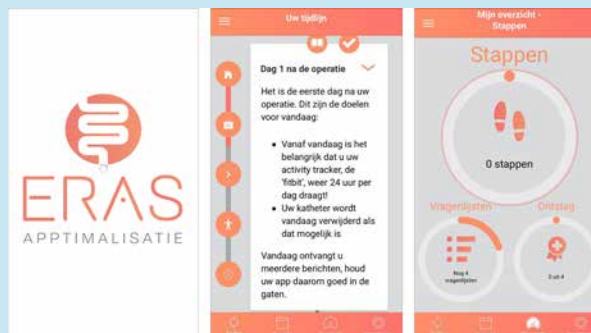 ERAS
APPTIMALISATIE
Uw tijdlijn
Dag 1 na de operatie
Het is de eerste dag na uw
operatie. Dit zijn de doelen
voor vandaag:
• Vanaf vandaag is het
belangrijk dat u uw
activity tracker, de
'fitbit', weer 24 uur per
dag draagt!
• Uw katheter wordt
vandaag verwijderd als
dat mogelijk is
Vandaag ontvangt u
meerdere berichten, houd
uw app daarom goed in de
gaten.
Mijn overzicht -
Stappen
Stappen
0 stappen
Vragenlijsten
Ontslag
Nog 4
vragenlijsten